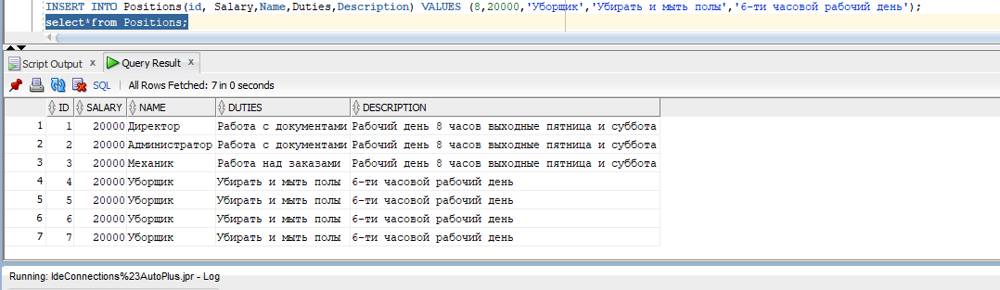 INSERT INTO Positions(id, Salary,Name,Duties,Description) VALUES (8,20000,'Уборщик','Убирать и мыть полы','6-ти часовой рабочий день');
select*from Positions;
Script Output x Query Result x
SQL | All Rows Fetched: 7 in 0 seconds
ID SALARY NAME DUTIES DESCRIPTION
1 1 20000 Директор Работа с документами Рабочий день 8 часов выходные пятница и суббота
2 2 20000 Администратор Работа с документами Рабочий день 8 часов выходные пятница и суббота
3 3 20000 Механик Работа над заказами Рабочий день 8 часов выходные пятница и суббота
4 4 20000 Уборщик Убирать и мыть полы 6-ти часовой рабочий день
5 5 20000 Уборщик Убирать и мыть полы 6-ти часовой рабочий день
6 6 20000 Уборщик Убирать и мыть полы 6-ти часовой рабочий день
7 7 20000 Уборщик Убирать и мыть полы 6-ти часовой рабочий день
Running: IdeConnections%23AutoPlus.jpr - Log